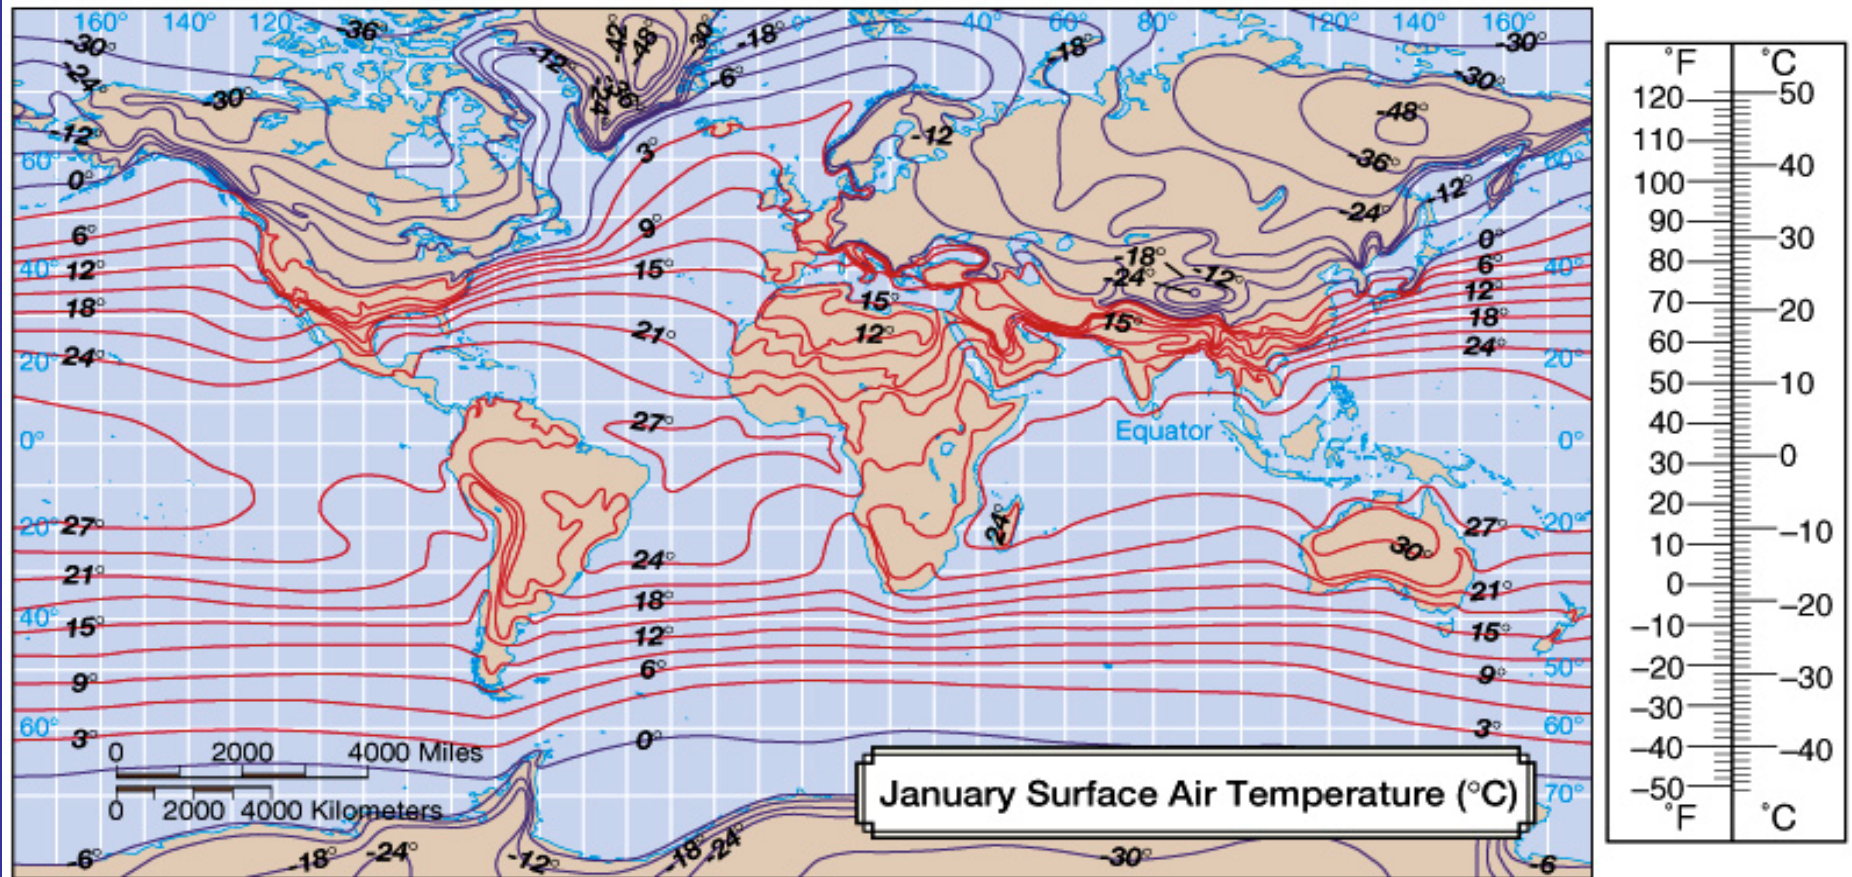 160° 140° 120° 0° 40° 60° 80° 120° 140° 160°
-36° -42 -48° 30° -18° -18° -30°
-30° -12° -6° -30°
-24° -30° -24 -36° -48°
-12° -12 -36°
60° 3° 60°
0° -12°
-24°
6° 9° 0°
-18° -12°
40° 12° 15° -24° 6° 40°
15° 12°
18° 21° 12° 15° 18°
24° 24°
20° 20°
27°
Equator
0° 0°
27° 24° 27°
20° 20°
24° 30°
21° 21°
18°
40° 15° 12° 15°
6° 50°
9° 9°
60° 3° 0° 3° 60°
0 2000 4000 Miles
0 2000 4000 Kilometers
70°
January Surface Air Temperature (°C)
-6° -18° -24° -12° -18° -24° -30° -6
°F °C
120 50
110
100 40
90
80 30
70 20
60
50 10
40
30 0
20
10 −10
0
−10 −20
−20
−30 −30
−40 −40
−50
°F °C